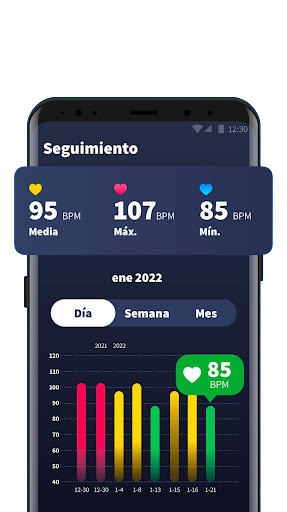 12:30
Seguimiento
95 BPM 107 BPM 85 BPM
Media Máx. Mín.
ene 2022
Día Semana Mes
2021 2022
85
BPM
120
110
100
90
80
70
60
50
40
12-30 12-30 1-4 1-8 1-13 1-15 1-16 1-21